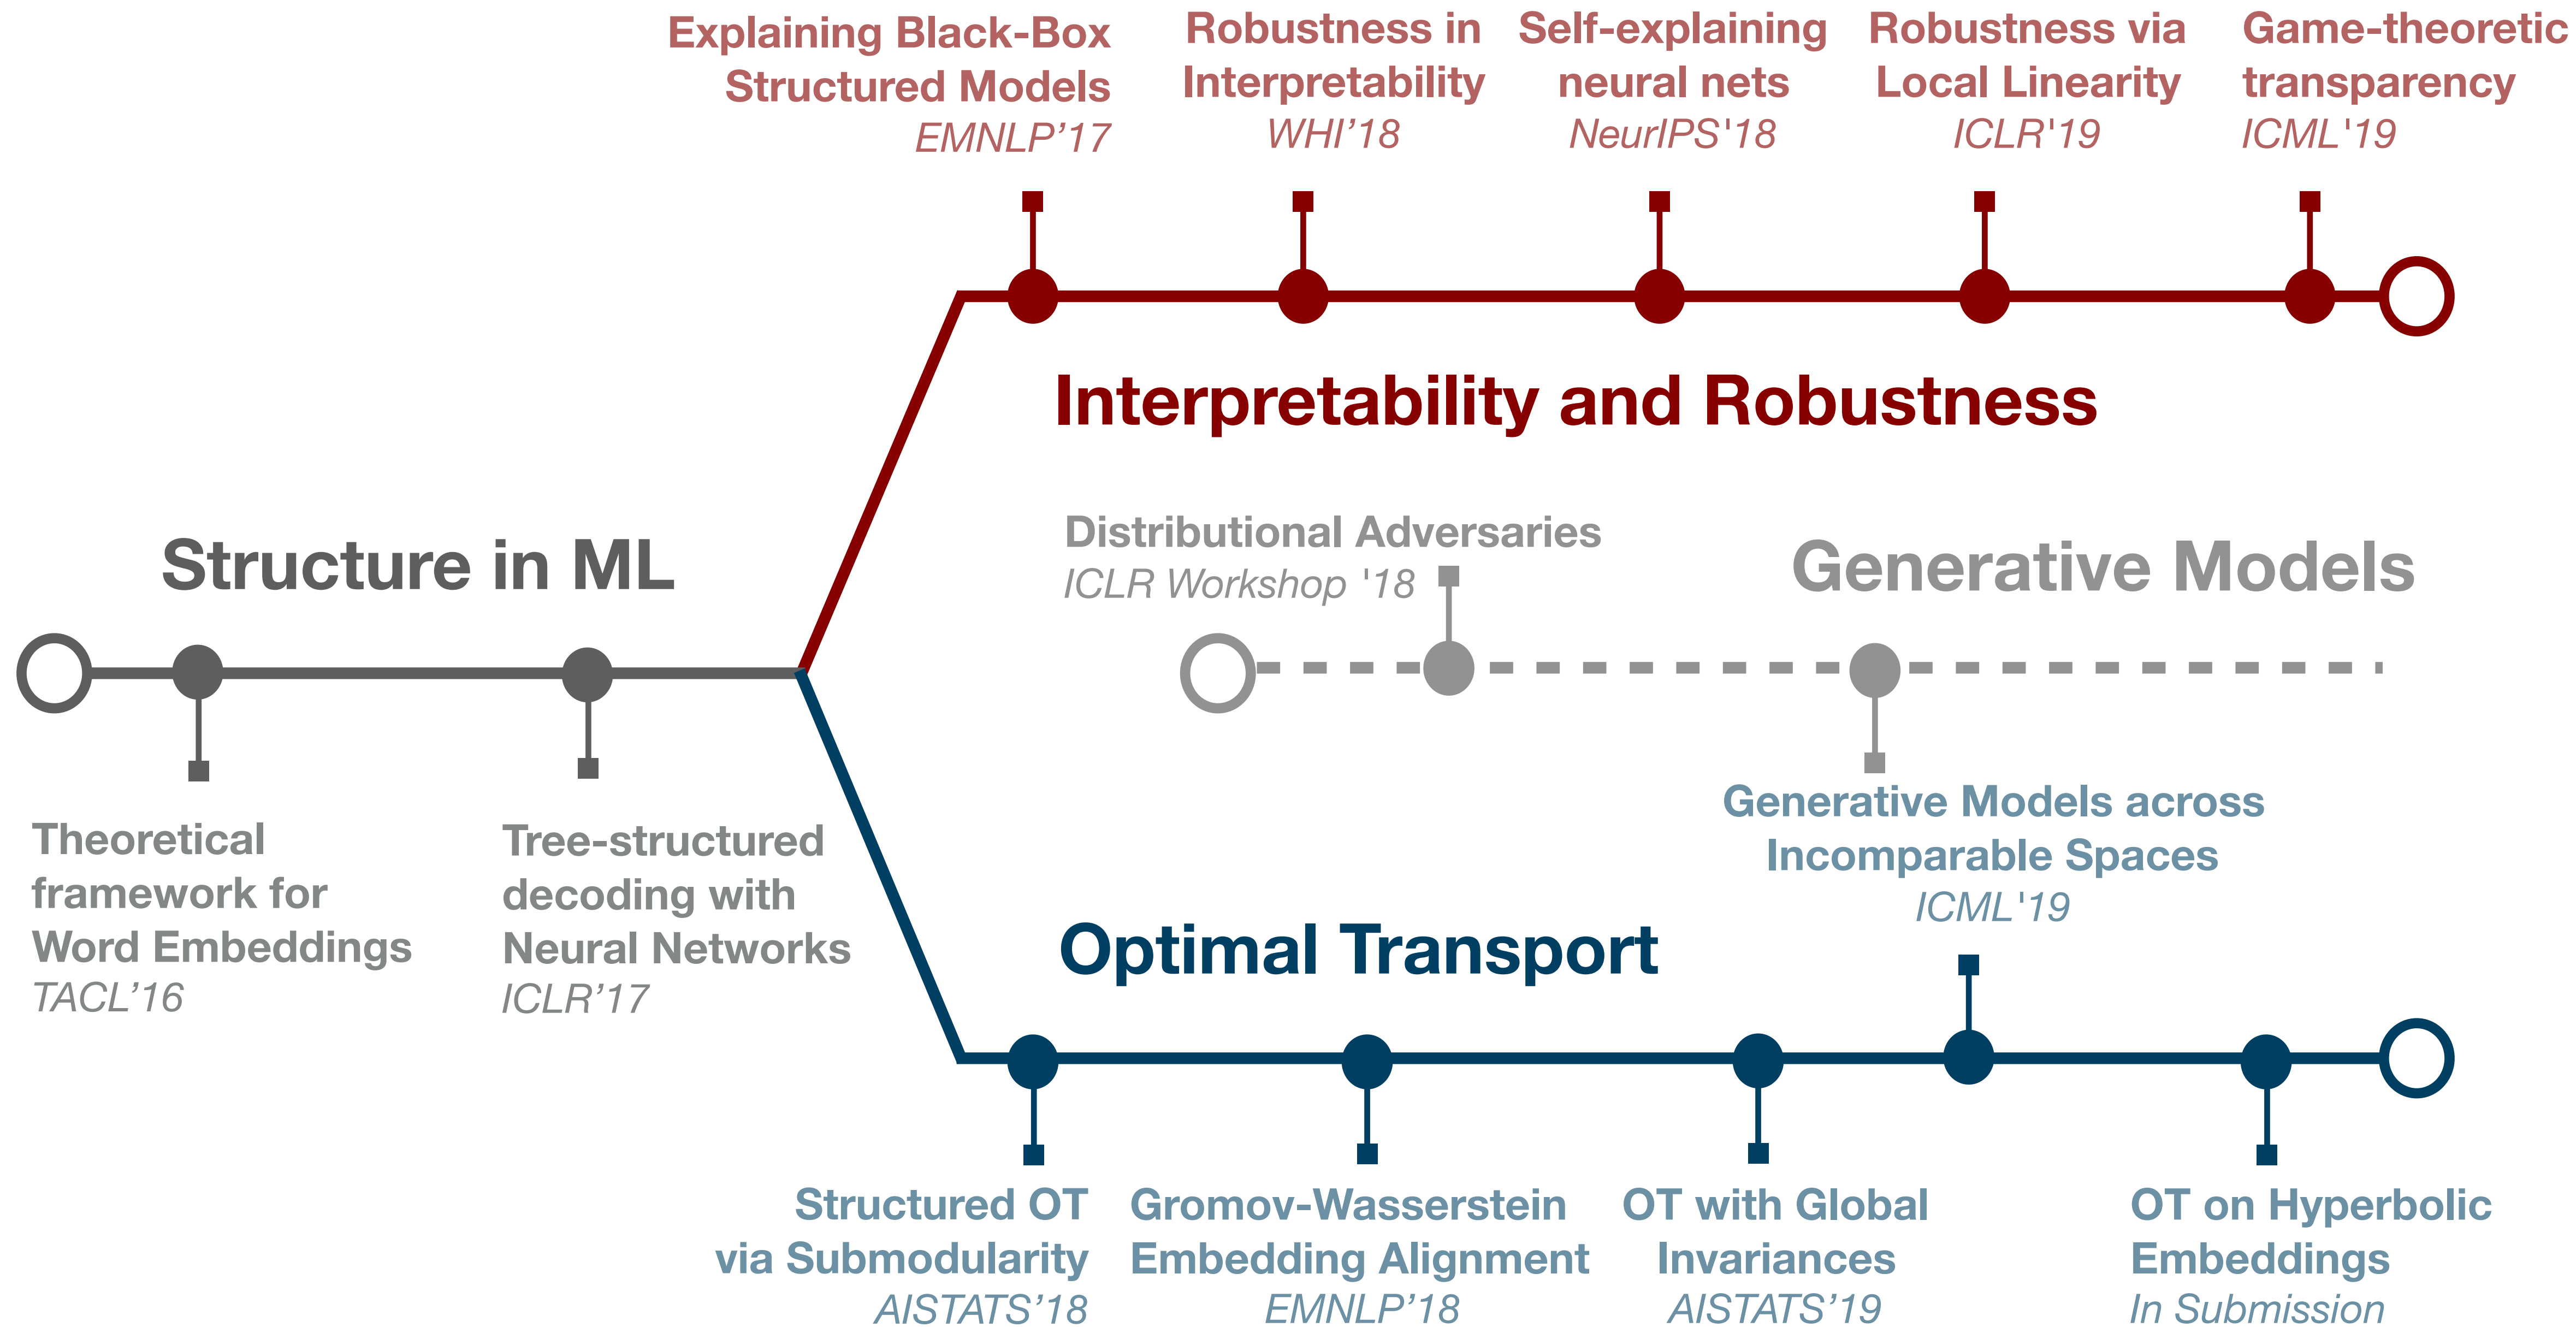 Explaining Black-Box
Structured Models
EMNLP’17
Robustness in
Interpretability
WHI’18
Self-explaining
neural nets
NeurIPS'18
Robustness via
Local Linearity
ICLR'19
Game-theoretic
transparency
ICML'19
Interpretability and Robustness
Structure in ML
Distributional Adversaries
ICLR Workshop '18
Generative Models
Theoretical
framework for
Word Embeddings
TACL’16
Tree-structured
decoding with
Neural Networks
ICLR’17
Generative Models across
Incomparable Spaces
ICML'19
Optimal Transport
Structured OT
via Submodularity
AISTATS’18
Gromov-Wasserstein
Embedding Alignment
EMNLP’18
OT with Global
Invariances
AISTATS’19
OT on Hyperbolic
Embeddings
In Submission